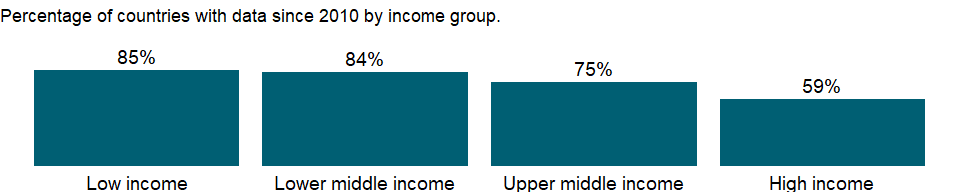 Percentage of countries with data since 2010 by income group.
85%
84%
75%
59%
Low income
Lower middle income
Upper middle income
High income